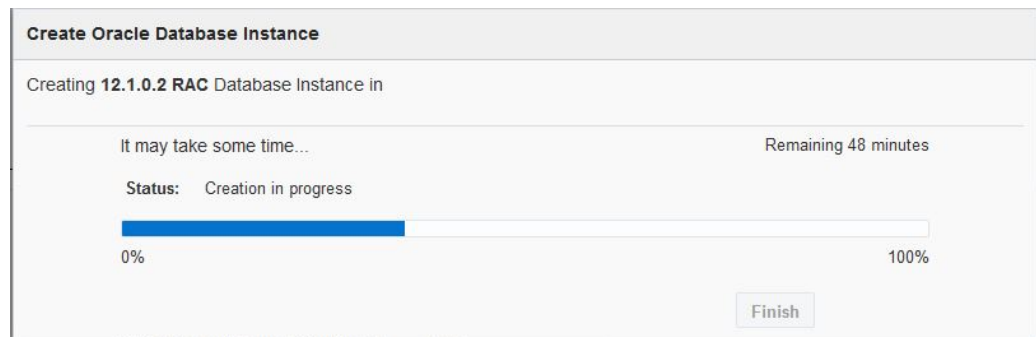 Create Oracle Database Instance
Creating 12.1.0.2 RAC Database Instance in
It may take some time... Remaining 48 minutes
Status: Creation in progress
0% 100%
Finish